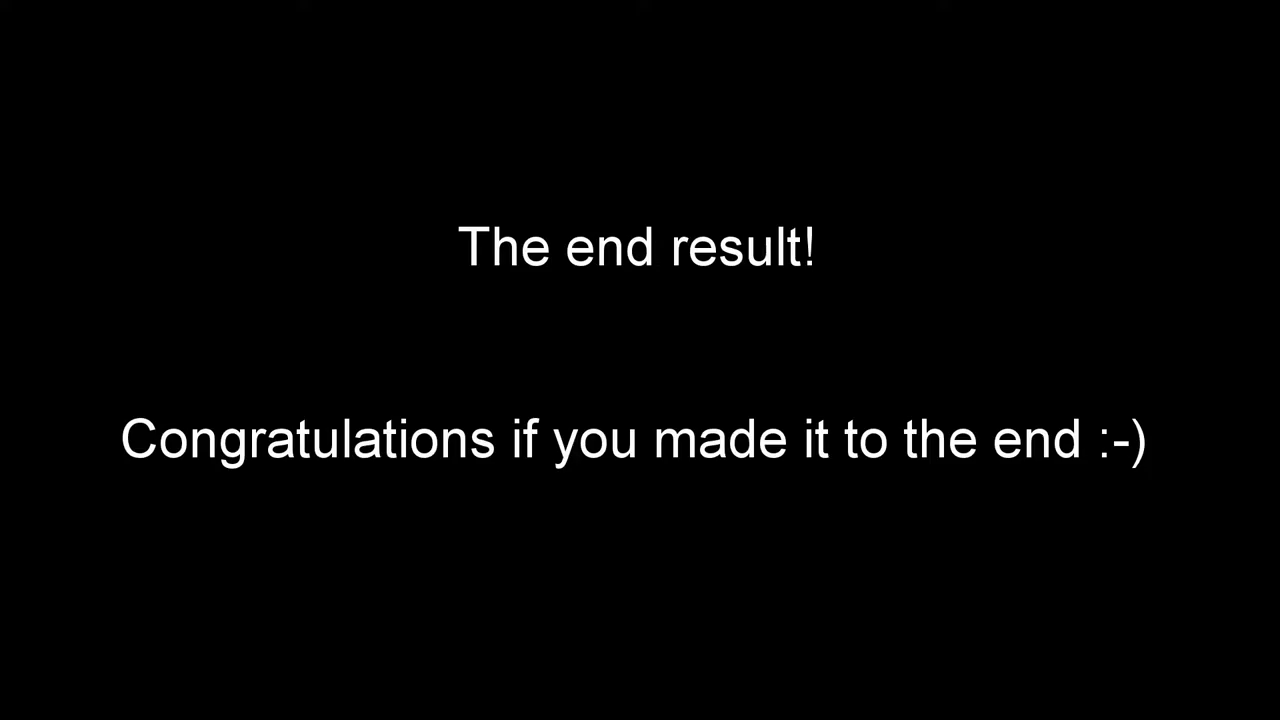 The end result!
Congratulations if you made it to the end :-)